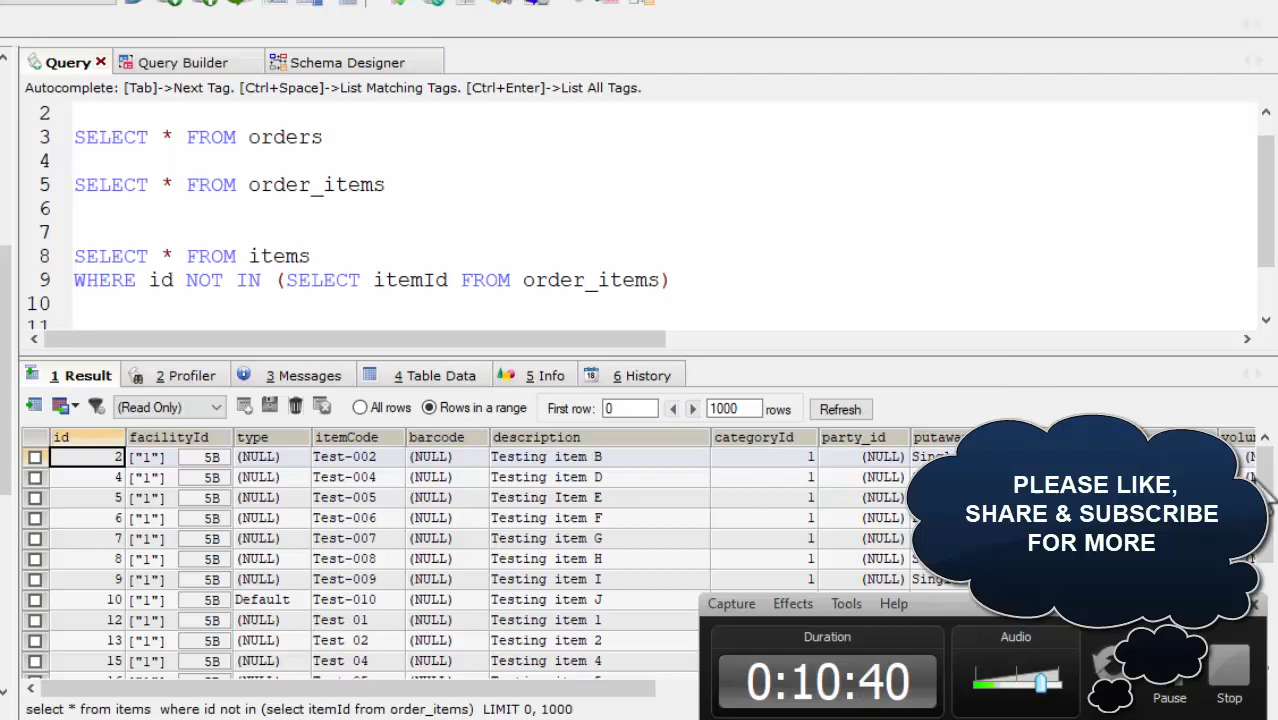 Query Query Builder Schema Designer
Autocomplete: [Tab]->Next Tag. [Ctrl+Space]->List Matching Tags. [Ctrl+Enter]->List All Tags.
2
3 SELECT * FROM orders
4
5 SELECT * FROM order_items
6
7
8 SELECT * FROM items
9 WHERE id NOT IN (SELECT itemId FROM order_items)
10
11
1 Result 2 Profiler 3 Messages 4 Table Data 5 Info 18 6 History
(Read Only) All rows Rows in a range First row: 0 1000 rows Refresh
id facilityId type itemCode barcode description categoryId party_id putaw
2 ["1"] 5B (NULL) Test-002 (NULL) Testing item B 1 (NULL)
4 ["1"] 5B (NULL) Test-004 (NULL) Testing item D 1 (NULL)
5 ["1"] 5B (NULL) Test-005 (NULL) Testing Item E 1 (NULL)
6 ["1"] 5B (NULL) Test-006 (NULL) Testing item F 1 (NULL)
7 ["1"] 5B (NULL) Test-007 (NULL) Testing item G 1 (NULL)
8 ["1"] 5B (NULL) Test-008 (NULL) Testing item H 1 (NULL)
9 ["1"] 5B (NULL) Test-009 (NULL) Testing item I 1 (NULL)
10 ["1"] 5B Default Test-010 (NULL) Testing item J
12 ["1"] 5B (NULL) Test 01 (NULL) Testing item 1
13 ["1"] 5B (NULL) Test 02 (NULL) Testing item 2
15 ["1"] 5B (NULL) Test 04 (NULL) Testing item 4
PLEASE LIKE,
SHARE & SUBSCRIBE
FOR MORE
Capture Effects Tools Help
Duration Audio
0:10:40
Pause Stop
select * from items where id not in (select itemId from order_items) LIMIT 0, 1000